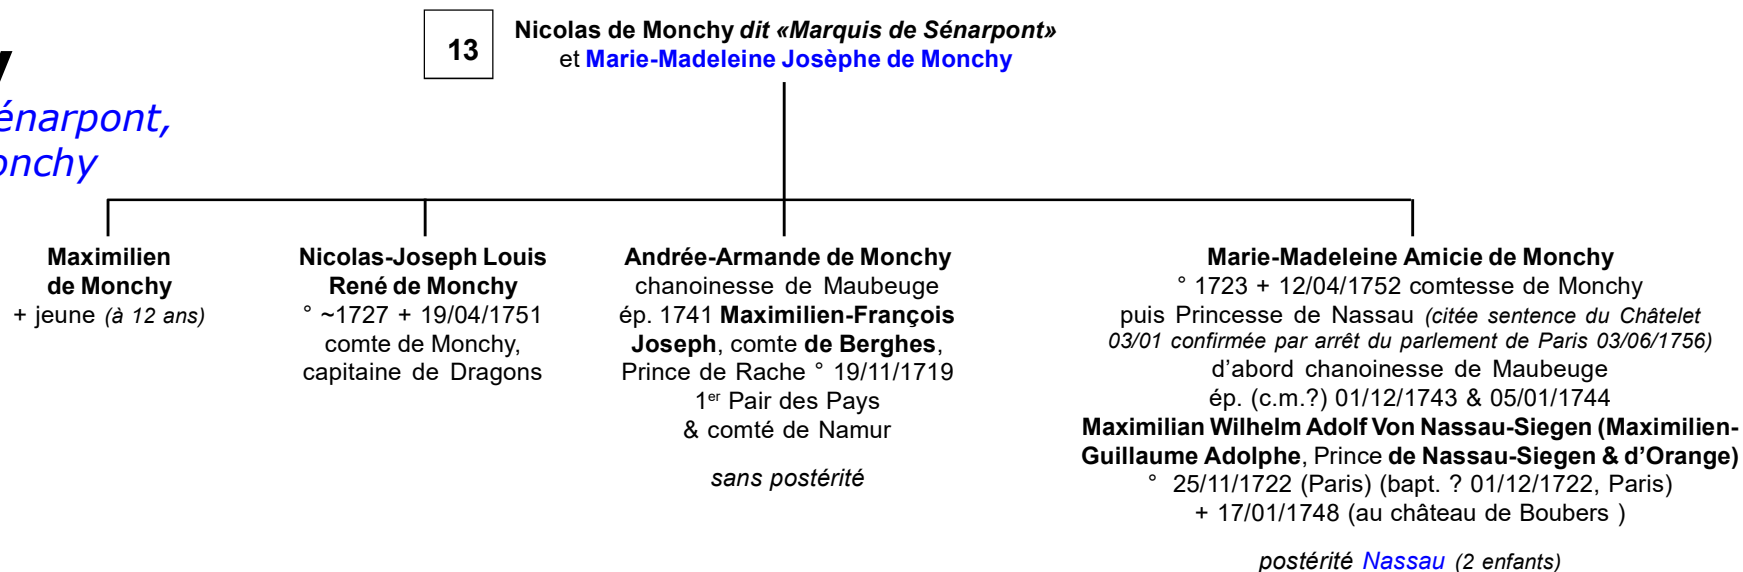 13
Nicolas de Monchy dit «Marquis de Sénarpont»
et Marie-Madeleine Josèphe de Monchy
y
énarpont,
onchy
Maximilien
de Monchy
+ jeune (à 12 ans)
Nicolas-Joseph Louis
René de Monchy
° ~1727 + 19/04/1751
comte de Monchy,
capitaine de Dragons
Andrée-Armande de Monchy
chanoinesse de Maubeuge
ép. 1741 Maximilien-François
Joseph, comte de Berghes,
Prince de Rache ° 19/11/1719
1er Pair des Pays
& comté de Namur
sans postérité
Marie-Madeleine Amicie de Monchy
° 1723 + 12/04/1752 comtesse de Monchy
puis Princesse de Nassau (citée sentence du Châtelet
03/01 confirmée par arrêt du parlement de Paris 03/06/1756)
d'abord chanoinesse de Maubeuge
ép. (c.m.?) 01/12/1743 & 05/01/1744
Maximilian Wilhelm Adolf Von Nassau-Siegen (Maximilien-
Guillaume Adolphe, Prince de Nassau-Siegen & d'Orange)
° 25/11/1722 (Paris) (bapt. ? 01/12/1722, Paris)
+ 17/01/1748 (au château de Boubers )
postérité Nassau (2 enfants)